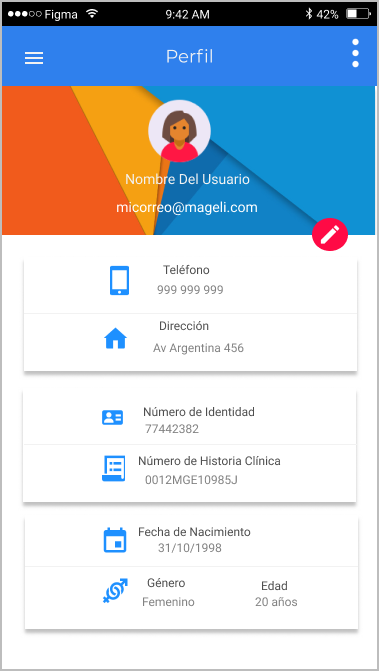 Figma 9:42 AM 42%
Perfil
Nombre Del Usuario
micorreo@mageli.com
Teléfono
999 999 999
Dirección
Av Argentina 456
Número de Identidad
77442382
Número de Historia Clínica
0012MGE10985J
Fecha de Nacimiento
31/10/1998
Género Edad
Femenino 20 años